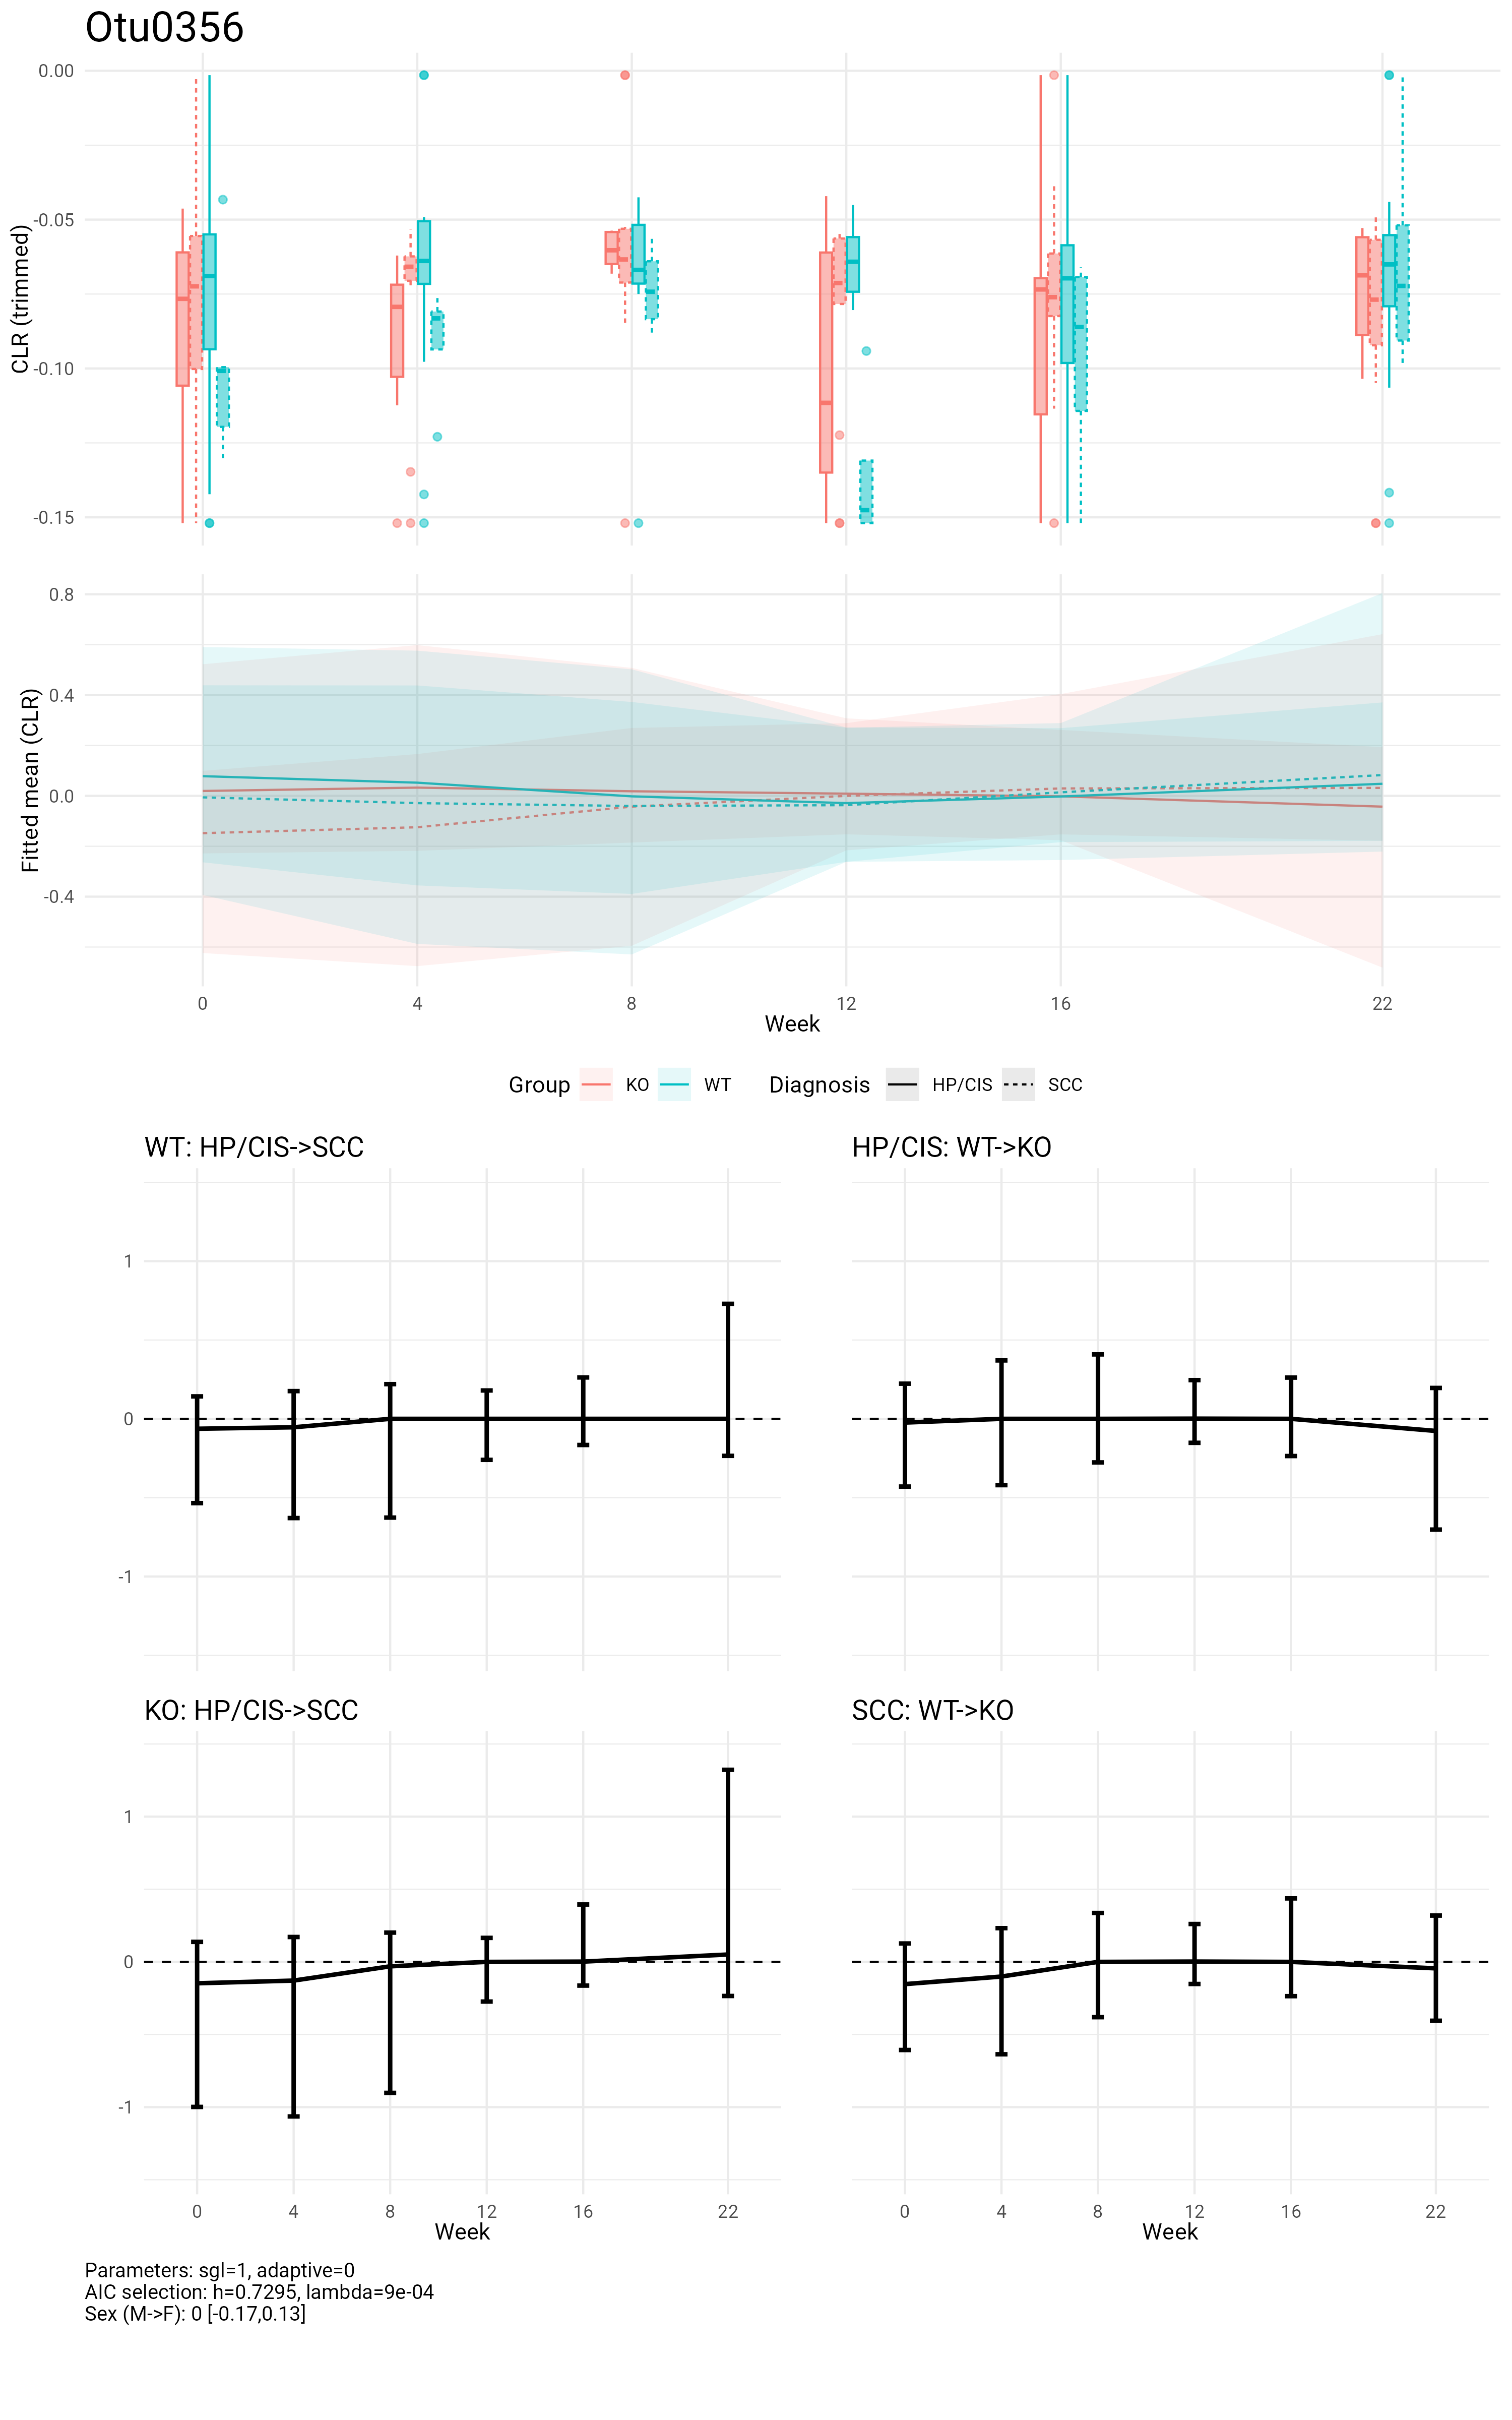 Otu0356
CLR (trimmed)
0.00
-0.05
-0.10
-0.15
Fitted mean (CLR)
0.8
0.4
0.0
-0.4
0 4 8 12 16 22
Week
Group KO WT Diagnosis HP/CIS SCC
WT: HP/CIS->SCC
1
0
-1
HP/CIS: WT->KO
KO: HP/CIS->SCC
1
0
-1
0 4 8 12 16 22
Week
SCC: WT->KO
0 4 8 12 16 22
Week
Parameters: sgl=1, adaptive=0
AIC selection: h=0.7295, lambda=9e-04
Sex (M->F): 0 [-0.17,0.13]